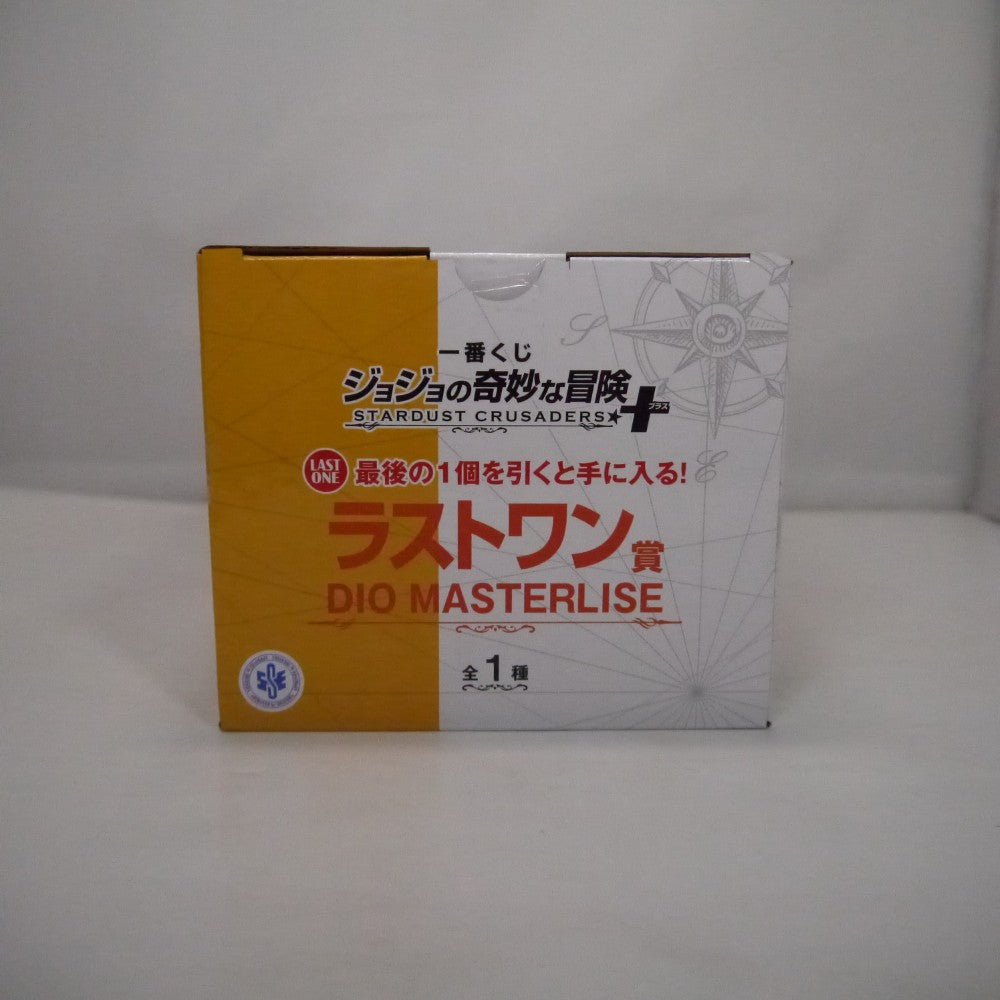 一番くじ
ジョジョの奇妙な冒険
STARDUST CRUSADERS
プラス
LAST ONE
最後の1個を引くと手に入る!
ラストワン賞
DIO MASTERLISE
全1種
S
E